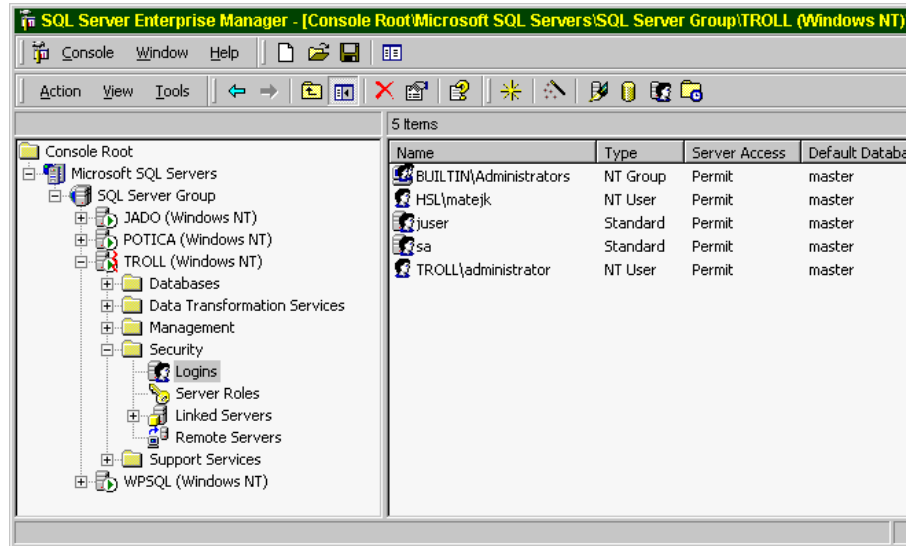 SQL Server Enterprise Manager - [Console Root\Microsoft SQL Servers\SQL Server Group\TROLL (Windows NT)
Console Window Help
Action View Tools
5 Items
Console Root
Microsoft SQL Servers
SQL Server Group
JADO (Windows NT)
POTICA (Windows NT)
TROLL (Windows NT)
Databases
Data Transformation Services
Management
Security
Logins
Server Roles
Linked Servers
Remote Servers
Support Services
WPSQL (Windows NT)
Name Type Server Access Default Databa
BUILTIN\Administrators NT Group Permit master
HSL\matejk NT User Permit master
juser Standard Permit master
sa Standard Permit master
TROLL\administrator NT User Permit master